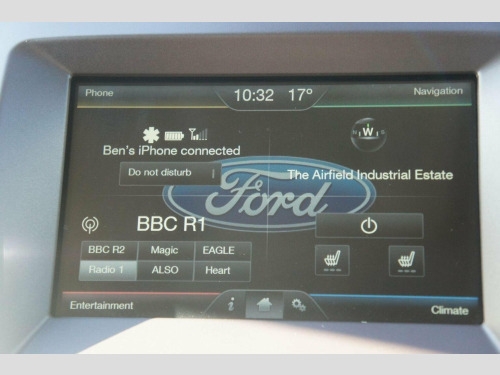 Phone
10:32 17°
Navigation
W
Ben's iPhone connected
Do not disturb
The Airfield Industrial Estate
Ford
BBC R1
BBC R2 Magic EAGLE
Radio 1 ALSO Heart
Entertainment
i
Climate